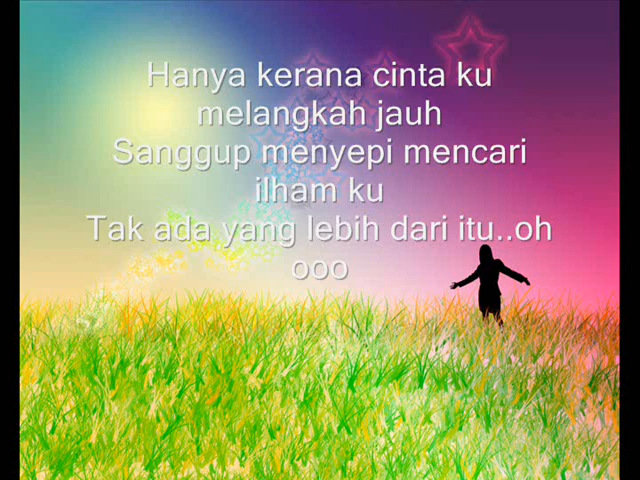 Hanya kerana cinta ku
melangkah jauh
Sanggup menyepi mencari
ilham ku
Tak ada yang lebih dari itu..oh
ooo